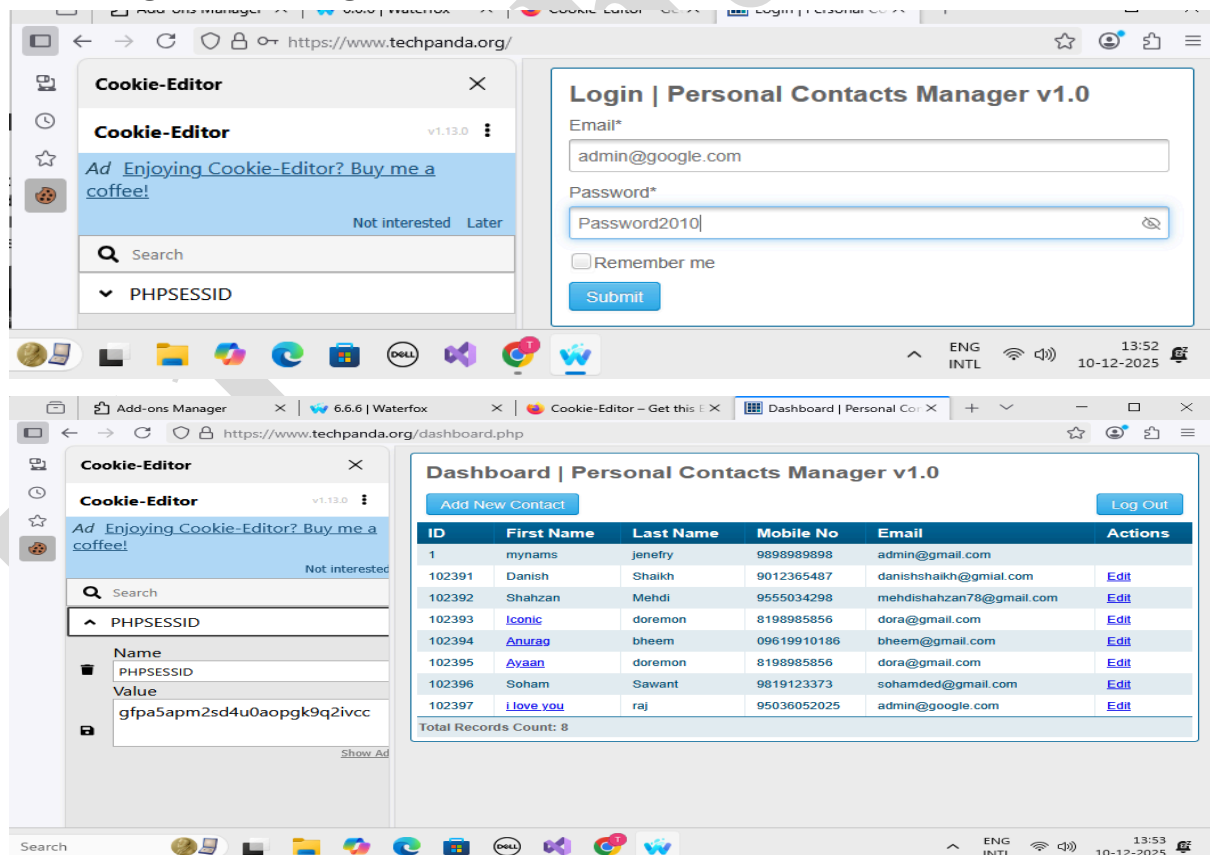 Add-ons Manager
6.6.6 | Waterfox
Cookie-Editor
Login | Personal Co
https://www.techpanda.org/
Cookie-Editor
Cookie-Editor v1.13.0
Ad Enjoying Cookie-Editor? Buy me a
coffee!
Not interested Later
Search
PHPSESSID
Login | Personal Contacts Manager v1.0
Email*
admin@google.com
Password*
Password2010
Remember me
Submit
DELL
ENG
INTL
13:52
10-12-2025
Add-ons Manager
6.6.6 | Waterfox
Cookie-Editor – Get this E
Dashboard | Personal Cor
https://www.techpanda.org/dashboard.php
Cookie-Editor
Cookie-Editor v1.13.0
Ad Enjoying Cookie-Editor? Buy me a
coffee!
Not interested
Search
PHPSESSID
Name
PHPSESSID
Value
gfpa5apm2sd4u0aopgk9q2ivcc
Show Ad
Dashboard | Personal Contacts Manager v1.0
Add New Contact Log Out
ID First Name Last Name Mobile No Email Actions
1 mynams jenefry 9898989898 admin@gmail.com
102391 Danish Shaikh 9012365487 danishshaikh@gmial.com Edit
102392 Shahzan Mehdi 9555034298 mehdishahzan78@gmail.com Edit
102393 Iconic doremon 8198985856 dora@gmail.com Edit
102394 Anurag bheem 09619910186 bheem@gmail.com Edit
102395 Ayaan doremon 8198985856 dora@gmail.com Edit
102396 Soham Sawant 9819123373 sohamded@gmail.com Edit
102397 i love you raj 95036052025 admin@google.com Edit
Total Records Count: 8
Search
DELL
ENG
INTL
13:53
10-12-2025